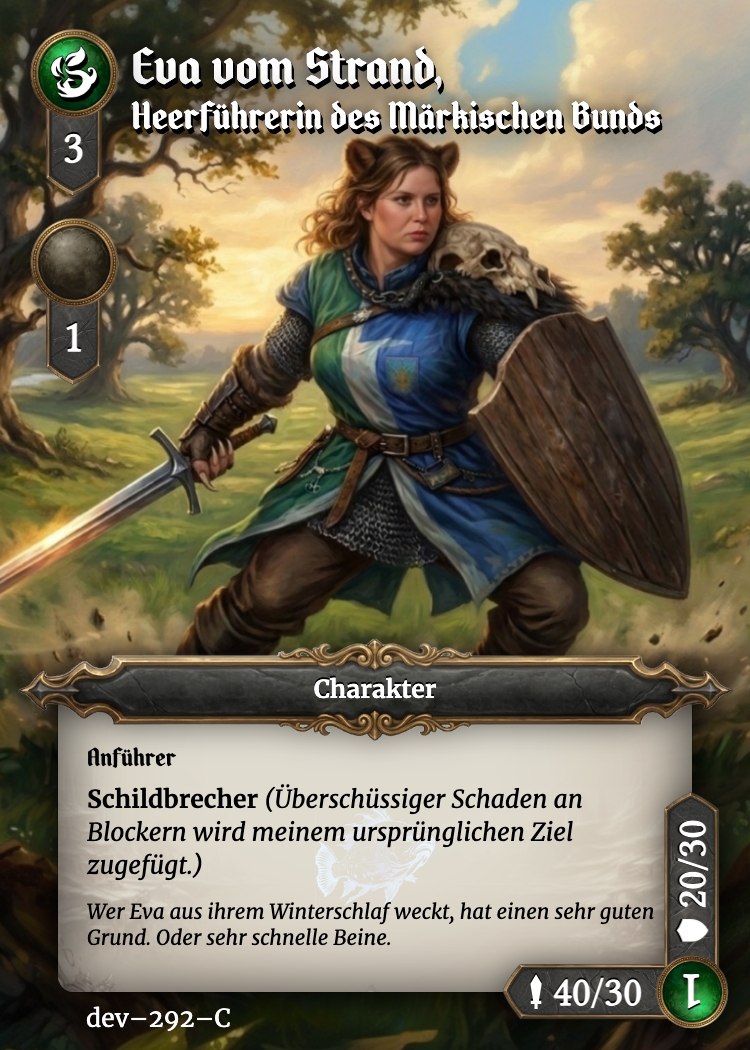 Eva vom Strand,
Heerführerin des Märkischen Bunds
3
1
Charakter
Anführer
Schildbrecher (Überschüssiger Schaden an
Blockern wird meinem ursprünglichen Ziel
zugefügt.)
Wer Eva aus ihrem Winterschlaf weckt, hat einen sehr guten
Grund. Oder sehr schnelle Beine.
20/30
40/30
1
dev–292–C